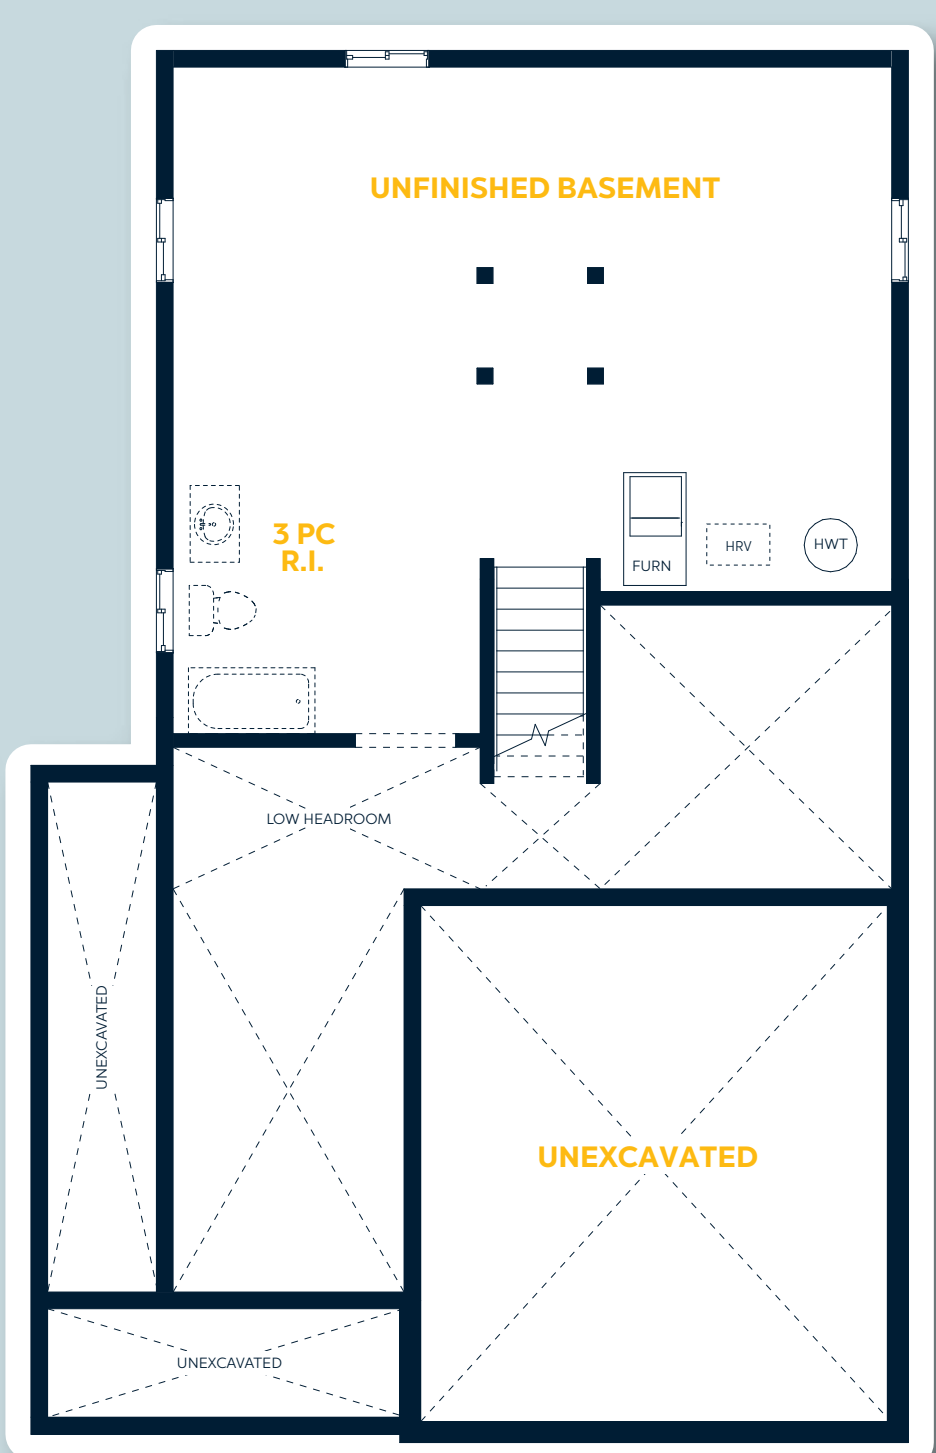 UNFINISHED BASEMENT
3 PC
R.I.
FURN
HRV
HWT
LOW HEADROOM
UNEXCAVATED
UNEXCAVATED
UNEXCAVATED